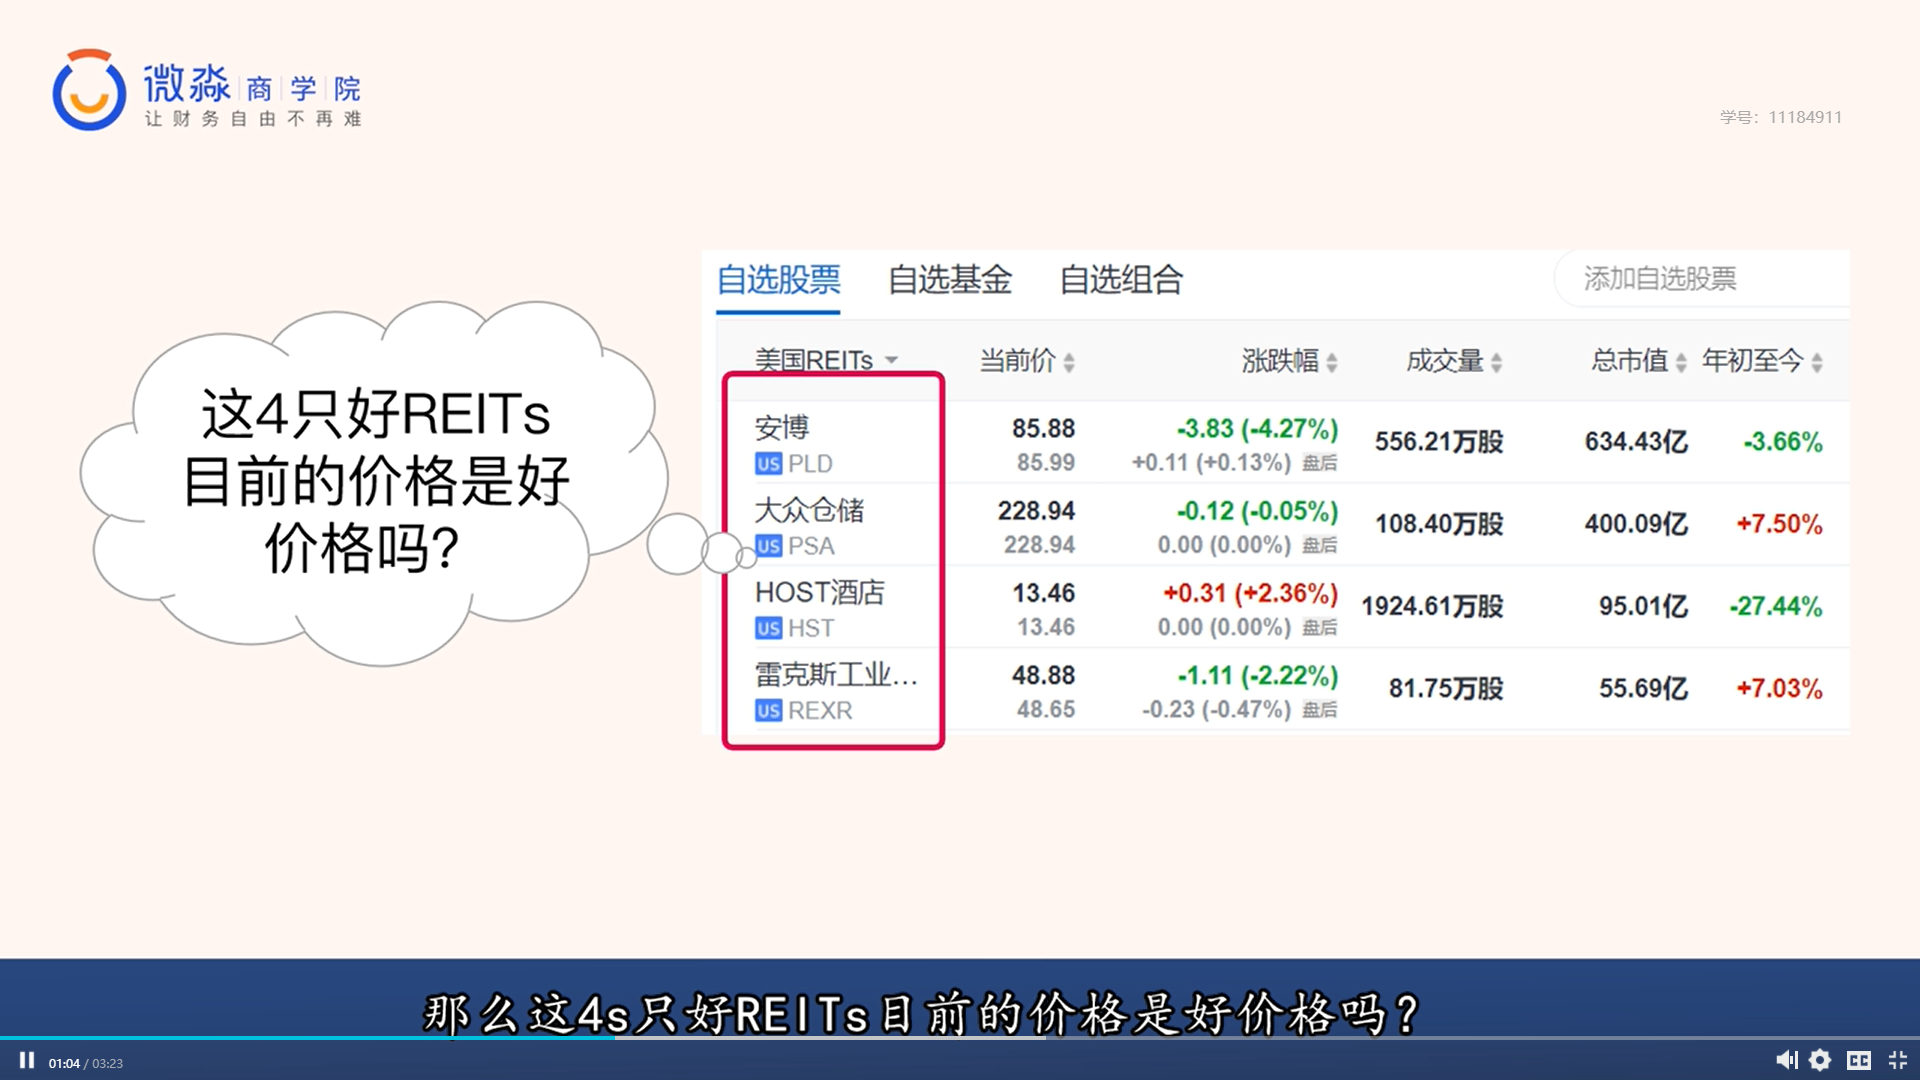 微淼 商 学 院
让财务自由不再难
学号：11184911
这4只好REITs
目前的价格是好
价格吗？
自选股票 自选基金 自选组合 添加自选股票
美国REITs 当前价 涨跌幅 成交量 总市值 年初至今
安博 85.88 -3.83 (-4.27%) 556.21万股 634.43亿 -3.66%
US PLD 85.99 +0.11 (+0.13%) 盘后
大众仓储 228.94 -0.12 (-0.05%) 108.40万股 400.09亿 +7.50%
US PSA 228.94 0.00 (0.00%) 盘后
HOST酒店 13.46 +0.31 (+2.36%) 1924.61万股 95.01亿 -27.44%
US HST 13.46 0.00 (0.00%) 盘后
雷克斯工业... 48.88 -1.11 (-2.22%) 81.75万股 55.69亿 +7.03%
US REXR 48.65 -0.23 (-0.47%) 盘后
那么这4s只好REITs目前的价格是好价格吗？
01:04 / 03:23
CC